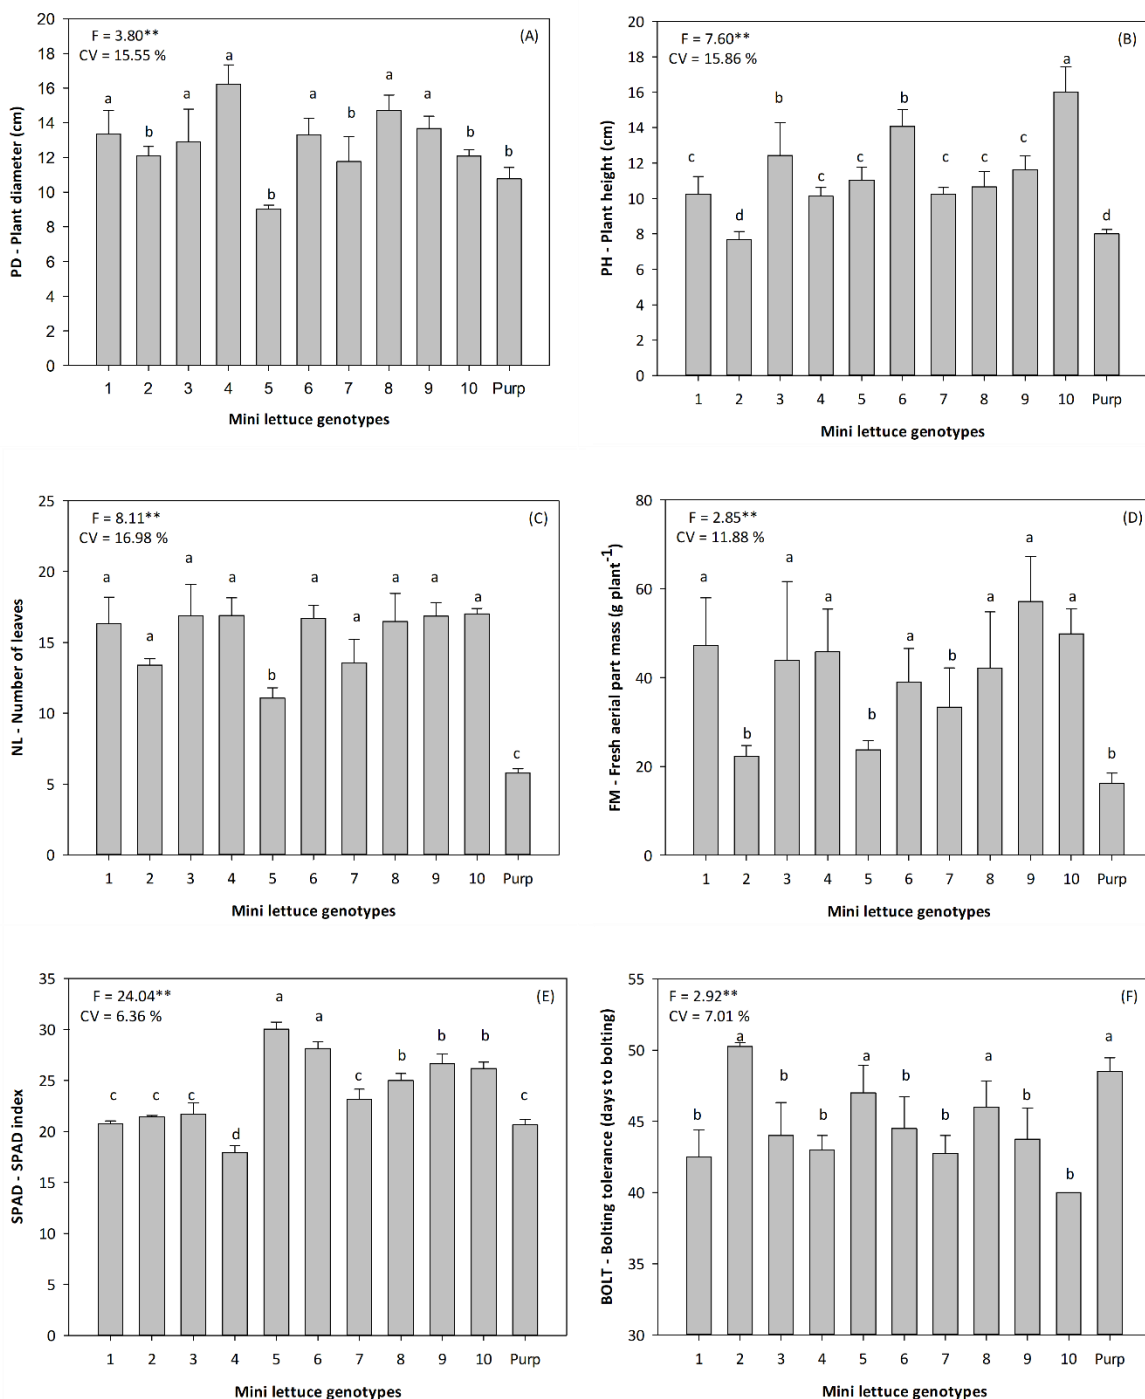 F = 3.80**
CV = 15.55 %
(A)
20
18
16
14
12
10
8
6
4
2
0
a
b
a
a
b
a
b
a
a
b
b
PD - Plant diameter (cm)
1 2 3 4 5 6 7 8 9 10 Purp
Mini lettuce genotypes
F = 7.60**
CV = 15.86 %
(B)
20
18
16
14
12
10
8
6
4
2
0
c
d
b
c
c
b
c
c
c
a
d
PH - Plant height (cm)
1 2 3 4 5 6 7 8 9 10 Purp
Mini lettuce genotypes
F = 8.11**
CV = 16.98 %
(C)
25
20
15
10
5
0
a
a
a
a
b
a
a
a
a
a
c
NL - Number of leaves
1 2 3 4 5 6 7 8 9 10 Purp
Mini lettuce genotypes
F = 2.85**
CV = 11.88 %
(D)
80
60
40
20
0
a
b
a
a
b
a
b
a
a
a
b
FM - Fresh aerial part mass (g plant⁻¹)
1 2 3 4 5 6 7 8 9 10 Purp
Mini lettuce genotypes
F = 24.04**
CV = 6.36 %
(E)
35
30
25
20
15
10
5
0
c
c
c
d
a
a
c
b
b
b
c
SPAD - SPAD index
1 2 3 4 5 6 7 8 9 10 Purp
Mini lettuce genotypes
F = 2.92**
CV = 7.01 %
(F)
55
50
45
40
35
30
b
a
b
b
a
b
b
a
b
b
a
BOLT - Bolting tolerance (days to bolting)
1 2 3 4 5 6 7 8 9 10 Purp
Mini lettuce genotypes